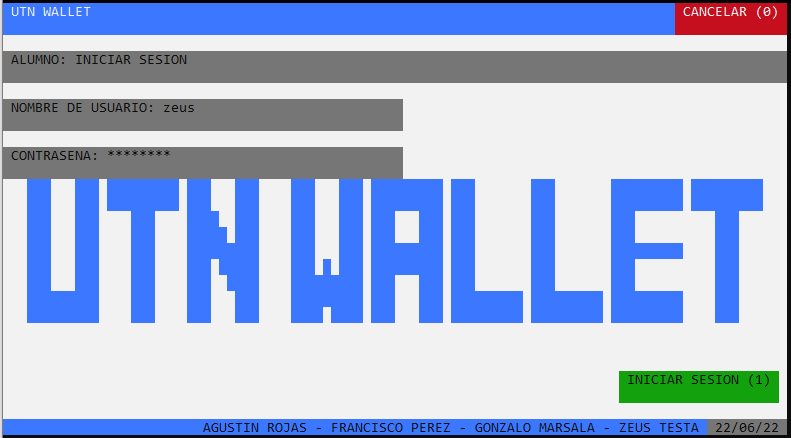 UTN WALLET CANCELAR (0)
ALUMNO: INICIAR SESION
NOMBRE DE USUARIO: zeus
CONTRASENA: ********
UTN WALLET
INICIAR SESION (1)
AGUSTIN ROJAS - FRANCISCO PEREZ - GONZALO MARSALA - ZEUS TESTA 22/06/22